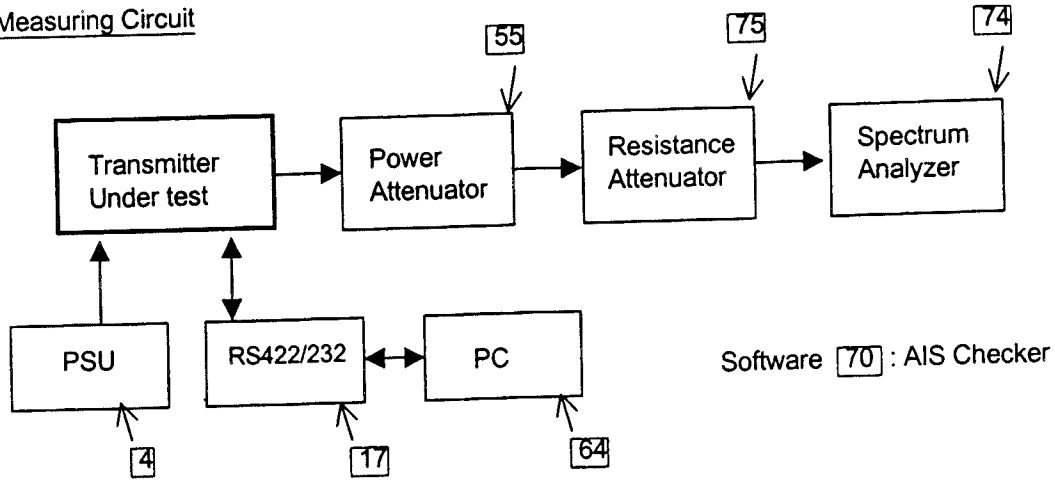 Measuring Circuit
55
75
74
Transmitter
Under test
Power
Attenuator
Resistance
Attenuator
Spectrum
Analyzer
PSU
RS422/232
PC
Software 70 : AIS Checker
4
17
64